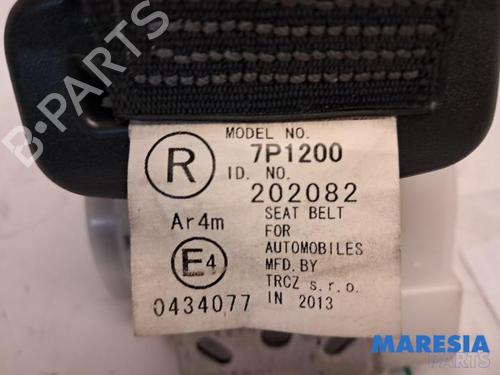 B-PARTS
MODEL NO.
R 7P1200
ID. NO.
202082
Ar4m SEAT BELT
FOR
AUTOMOBILES
E4 MFD. BY
TRCZ s.r.o.
0434077 IN 2013
MARESIA
PARTS